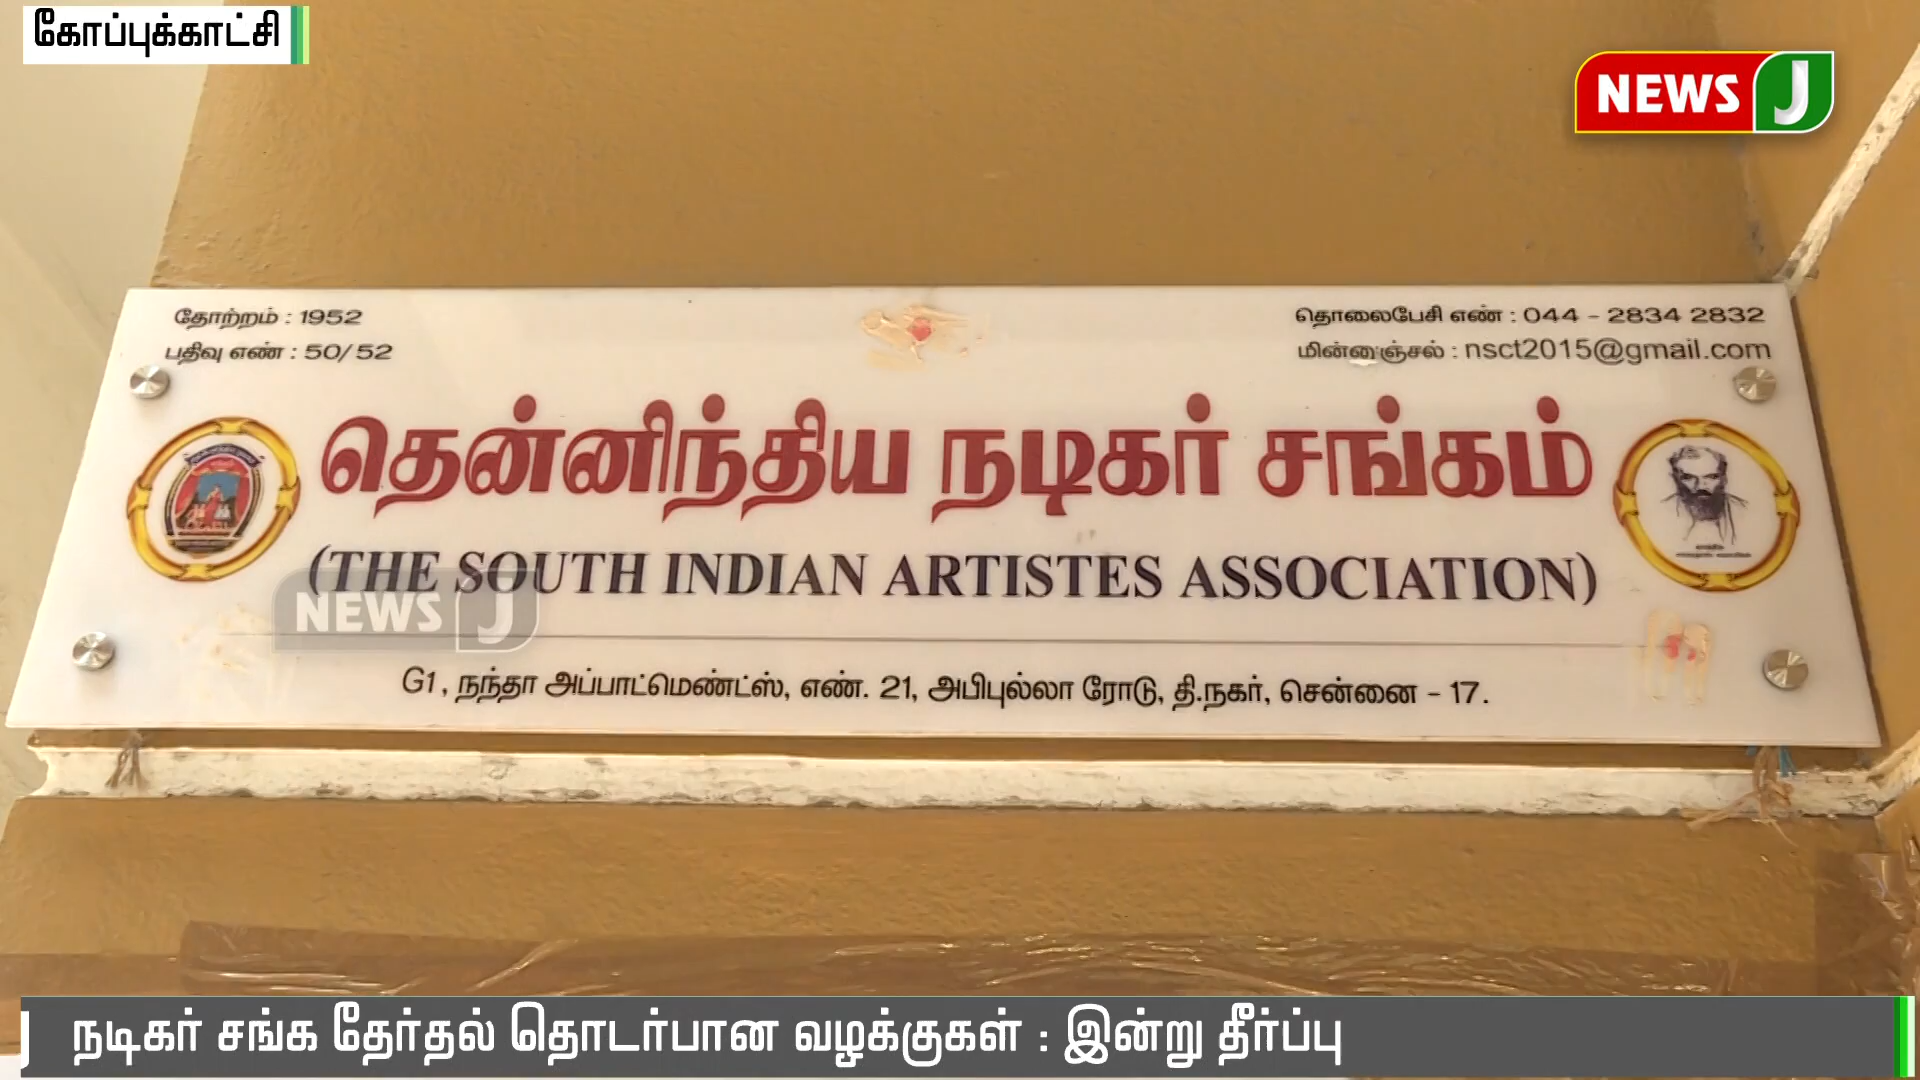 கோப்புக்காட்சி
NEWS J
தோற்றம் : 1952
பதிவு எண் : 50/52
தொலைபேசி எண் : 044 - 2834 2832
மின்னஞ்சல் : nsct2015@gmail.com
தென்னிந்திய நடிகர் சங்கம்
(THE SOUTH INDIAN ARTISTES ASSOCIATION)
NEWS J
G1, நந்தா அப்பாட்மெண்ட்ஸ், எண். 21, அபிபுல்லா ரோடு, தி.நகர், சென்னை - 17.
நடிகர் சங்க தேர்தல் தொடர்பான வழக்குகள் : இன்று தீர்ப்பு